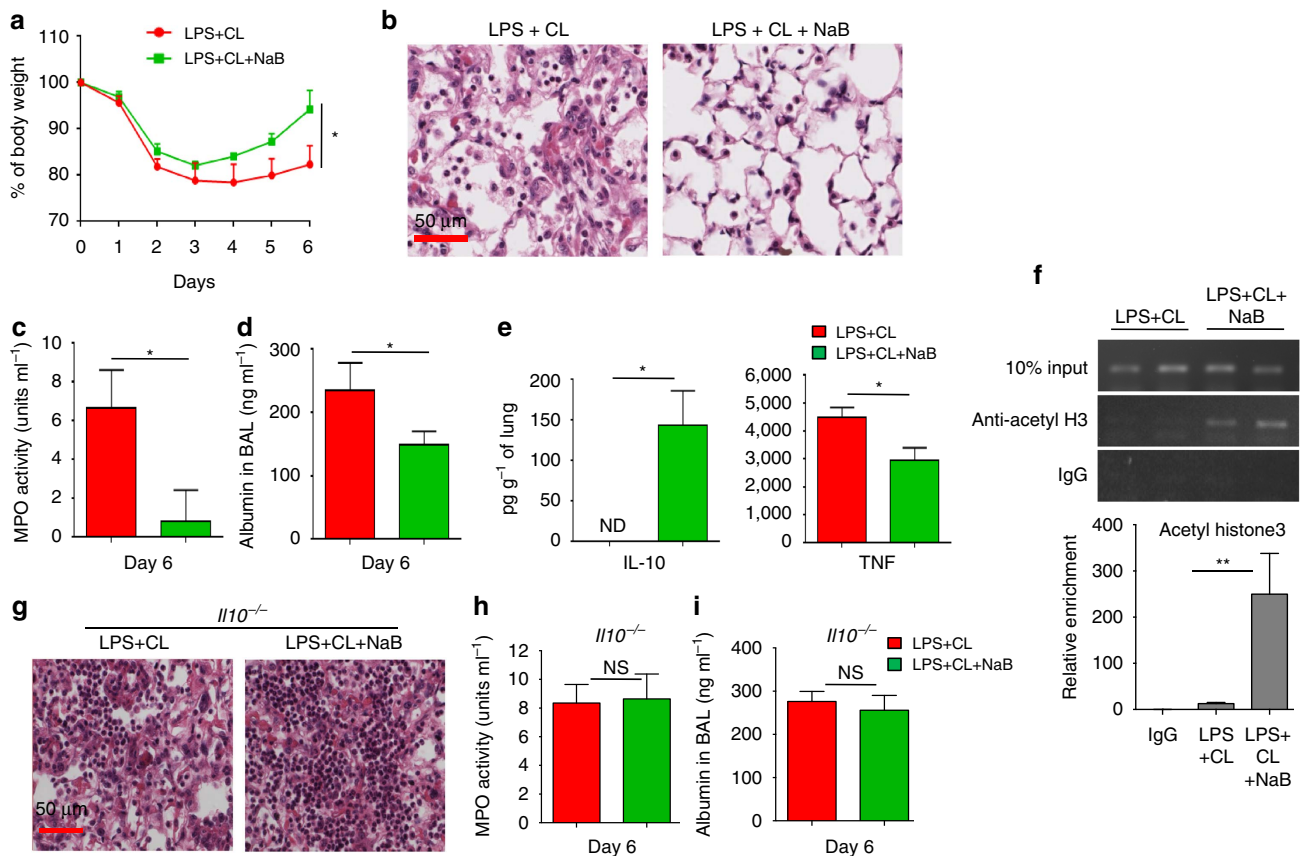 a
LPS+CL
LPS+CL+NaB
110
100
90
80
70
% of body weight
*
0 1 2 3 4 5 6
Days
b
LPS + CL
LPS + CL + NaB
50 μm
c
MPO activity (units ml⁻¹)
10
8
6
4
2
0
*
Day 6
d
Albumin in BAL (ng ml⁻¹)
300
200
100
0
*
Day 6
e
LPS+CL
LPS+CL+NaB
pg g⁻¹ of lung
200
150
100
50
0
*
ND
IL-10
6,000
5,000
4,000
3,000
2,000
1,000
0
*
TNF
f
LPS+CL
LPS+CL+
NaB
10% input
Anti-acetyl H3
IgG
Acetyl histone3
Relative enrichment
400
300
200
100
0
**
IgG
LPS
+CL
LPS+
CL
+NaB
g
Il10⁻/⁻
LPS+CL
LPS+CL+NaB
50 μm
h
Il10⁻/⁻
MPO activity (units ml⁻¹)
12
10
8
6
4
2
0
NS
Day 6
i
Il10⁻/⁻
LPS+CL
LPS+CL+NaB
Albumin in BAL (ng ml⁻¹)
400
300
200
100
0
NS
Day 6